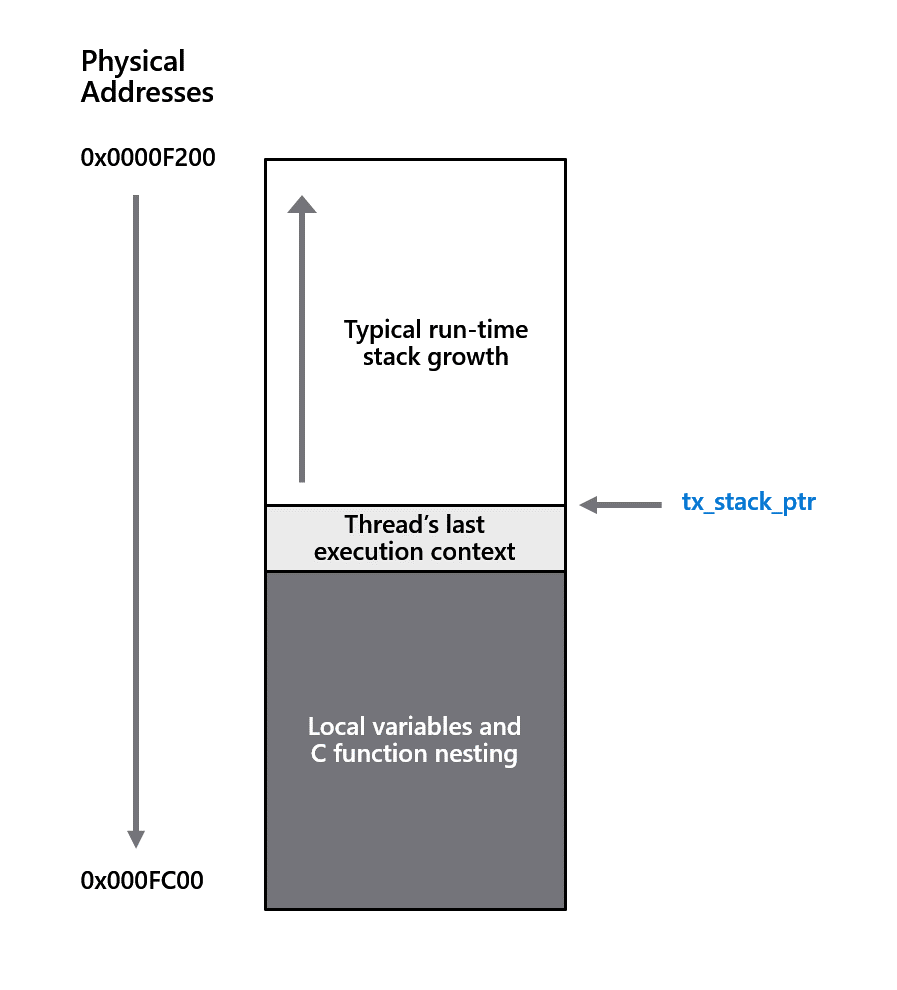 Physical
Addresses
0x0000F200
Typical run-time
stack growth
tx_stack_ptr
Thread’s last
execution context
Local variables and
C function nesting
0x000FC00